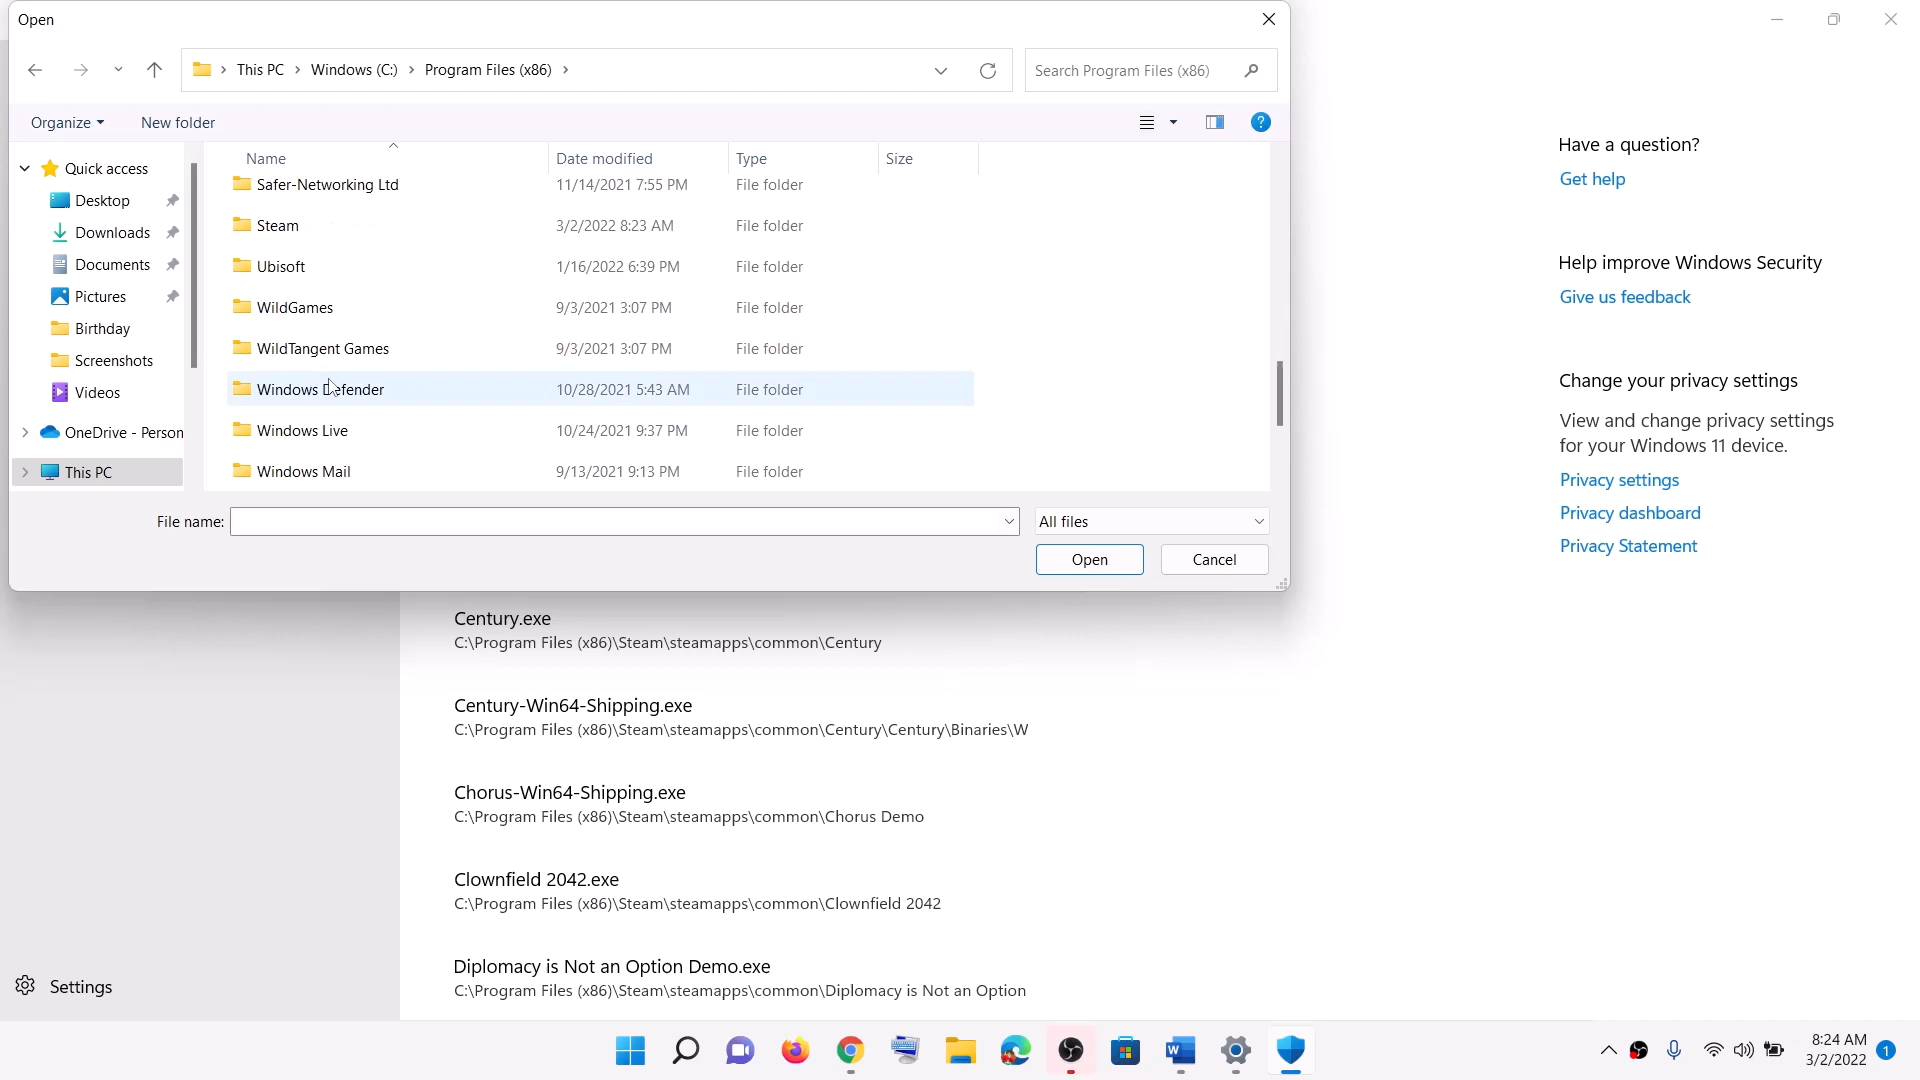 Open
This PC > Windows (C:) > Program Files (x86) >
Search Program Files (x86)
Organize
New folder
Name
Date modified
Type
Size
Quick access
Desktop
Downloads
Documents
Pictures
Birthday
Screenshots
Videos
OneDrive - Person
This PC
Safer-Networking Ltd 11/14/2021 7:55 PM File folder
Steam 3/2/2022 8:23 AM File folder
Ubisoft 1/16/2022 6:39 PM File folder
WildGames 9/3/2021 3:07 PM File folder
WildTangent Games 9/3/2021 3:07 PM File folder
Windows Defender 10/28/2021 5:43 AM File folder
Windows Live 10/24/2021 9:37 PM File folder
Windows Mail 9/13/2021 9:13 PM File folder
File name:
All files
Open
Cancel
Have a question?
Get help
Help improve Windows Security
Give us feedback
Change your privacy settings
View and change privacy settings
for your Windows 11 device.
Privacy settings
Privacy dashboard
Privacy Statement
Century.exe
C:\Program Files (x86)\Steam\steamapps\common\Century
Century-Win64-Shipping.exe
C:\Program Files (x86)\Steam\steamapps\common\Century\Century\Binaries\W
Chorus-Win64-Shipping.exe
C:\Program Files (x86)\Steam\steamapps\common\Chorus Demo
Clownfield 2042.exe
C:\Program Files (x86)\Steam\steamapps\common\Clownfield 2042
Diplomacy is Not an Option Demo.exe
C:\Program Files (x86)\Steam\steamapps\common\Diplomacy is Not an Option
Settings
8:24 AM
3/2/2022
1